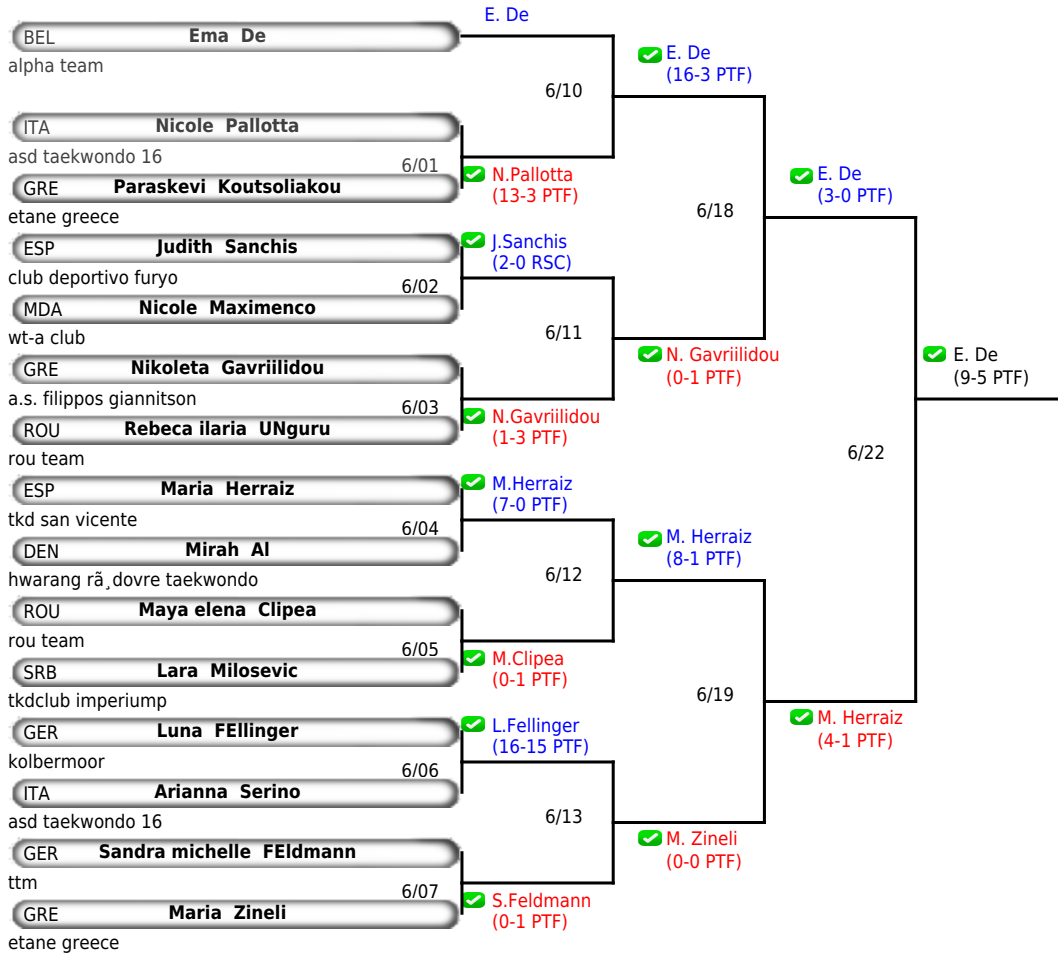 E. De
BEL Ema De
alpha team
E. De
(16-3 PTF)
6/10
ITA Nicole Pallotta
asd taekwondo 16
6/01
N.Pallotta
(13-3 PTF)
GRE Paraskevi Koutsoliakou
etane greece
E. De
(3-0 PTF)
6/18
ESP Judith Sanchis
club deportivo furyo
J.Sanchis
(2-0 RSC)
6/02
MDA Nicole Maximenco
wt-a club
6/11
N. Gavriilidou
(0-1 PTF)
E. De
(9-5 PTF)
GRE Nikoleta Gavriilidou
a.s. filippos giannitson
6/03
N.Gavriilidou
(1-3 PTF)
ROU Rebeca ilaria UNguru
rou team
6/22
ESP Maria Herraiz
tkd san vicente
M.Herraiz
(7-0 PTF)
6/04
DEN Mirah Al
hwarang rã¸dovre taekwondo
M. Herraiz
(8-1 PTF)
6/12
ROU Maya elena Clipea
rou team
6/05
M.Clipea
(0-1 PTF)
SRB Lara Milosevic
tkdclub imperiump
6/19
M. Herraiz
(4-1 PTF)
GER Luna FEllinger
kolbermoor
L.Fellinger
(16-15 PTF)
6/06
ITA Arianna Serino
asd taekwondo 16
6/13
M. Zineli
(0-0 PTF)
GER Sandra michelle FEldmann
ttm
6/07
S.Feldmann
(0-1 PTF)
GRE Maria Zineli
etane greece